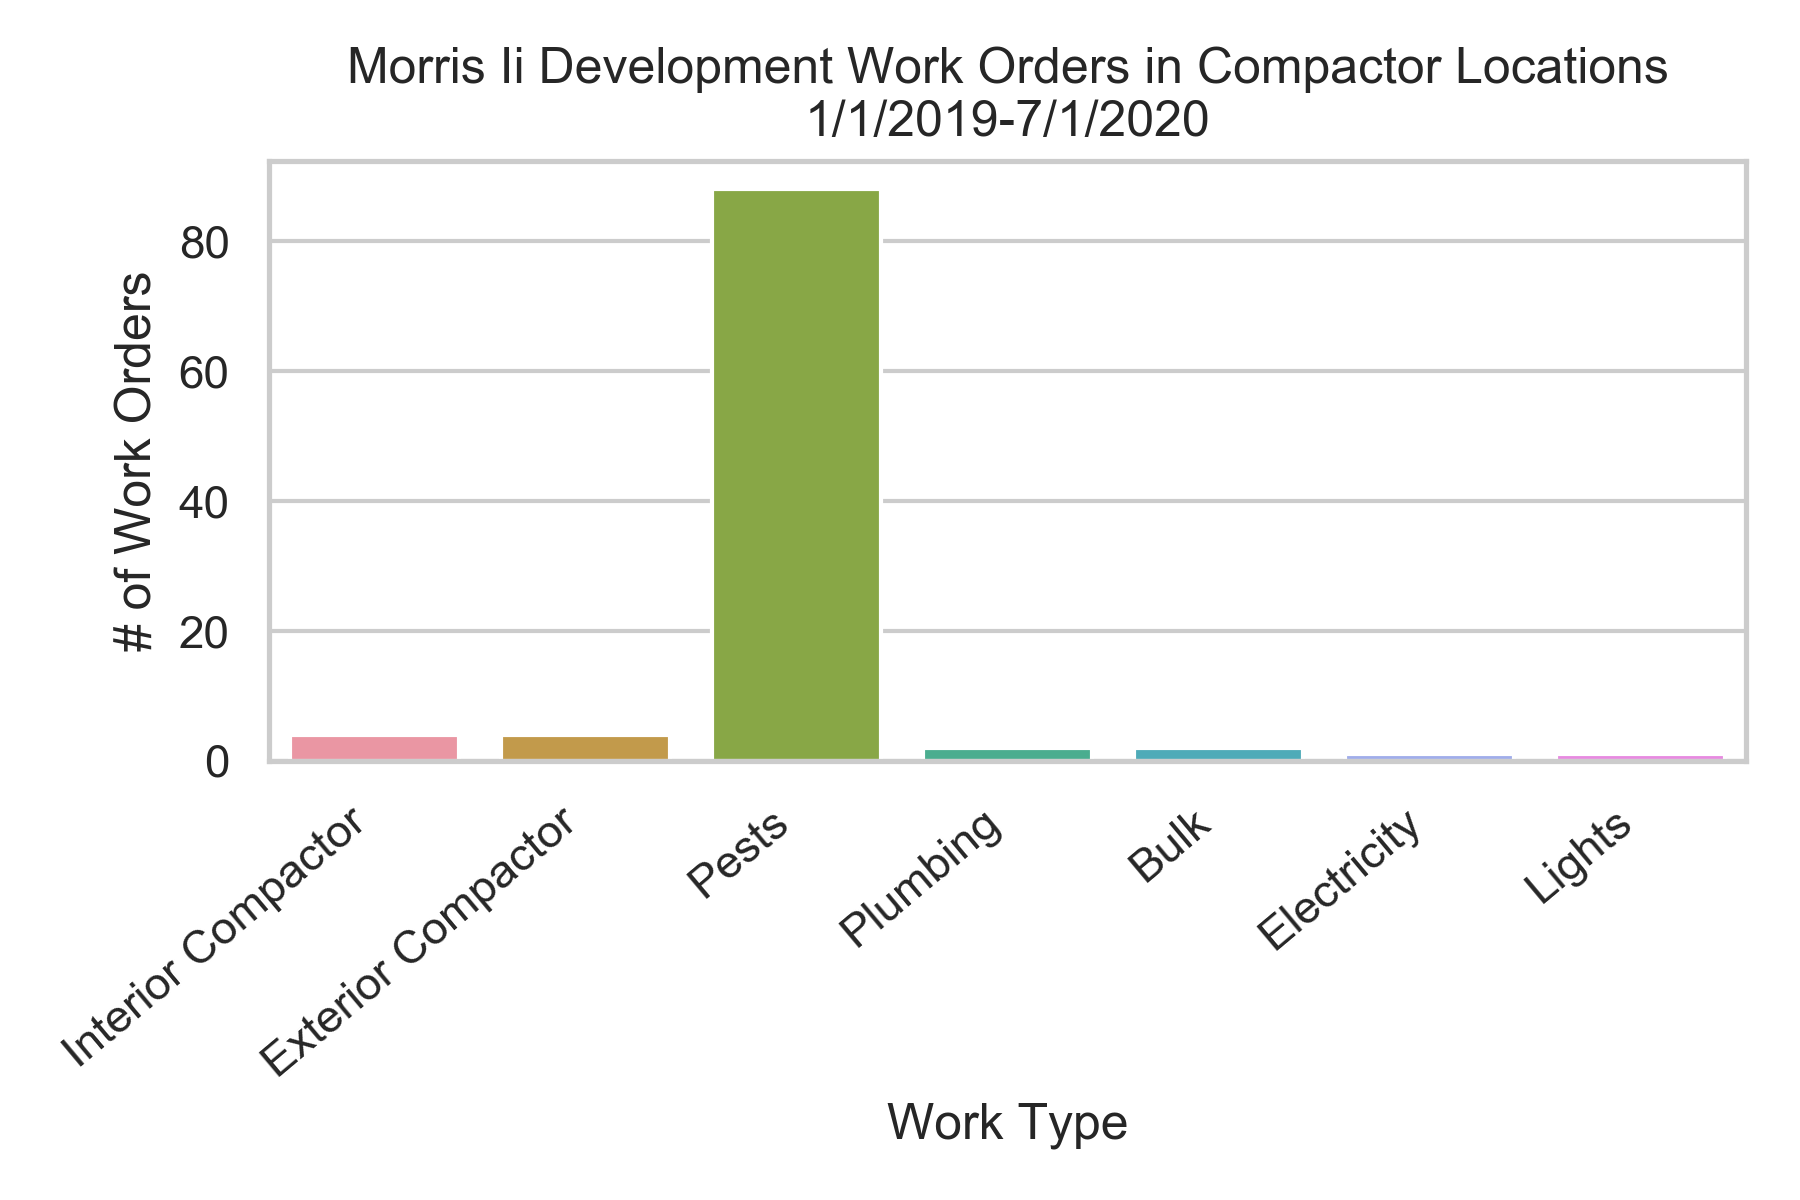 Morris Ii Development Work Orders in Compactor Locations
1/1/2019-7/1/2020
# of Work Orders
80
60
40
20
0
Interior Compactor
Exterior Compactor
Pests
Plumbing
Bulk
Electricity
Lights
Work Type